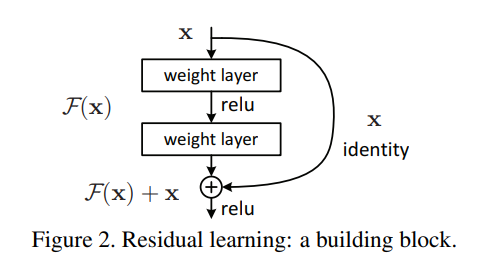 x
weight layer
relu
F(x)
weight layer
x
identity
F(x) + x
relu
Figure 2. Residual learning: a building block.